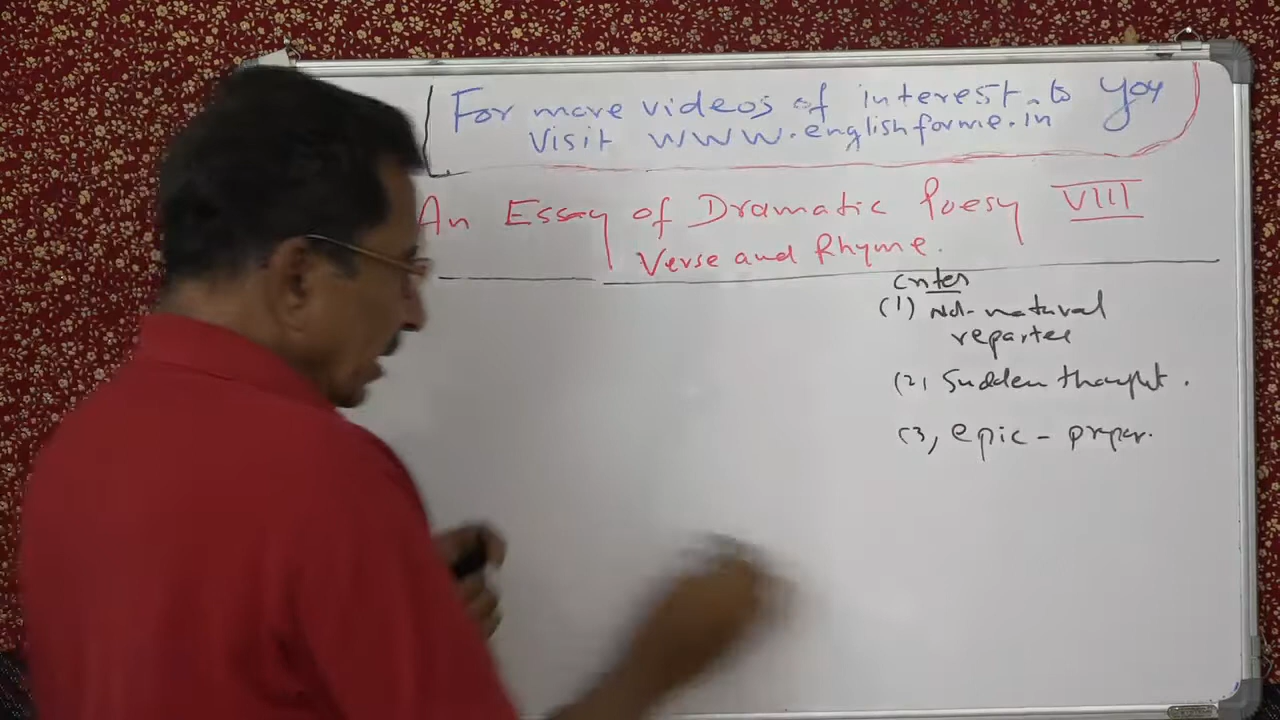 For more videos of interest to you
Visit www.englishforme.in
An Essay of Dramatic Poesy VIII
Verse and Rhyme.
(1) Not-natural
repartee
(2) Sudden thought.
(3) epic - proper.